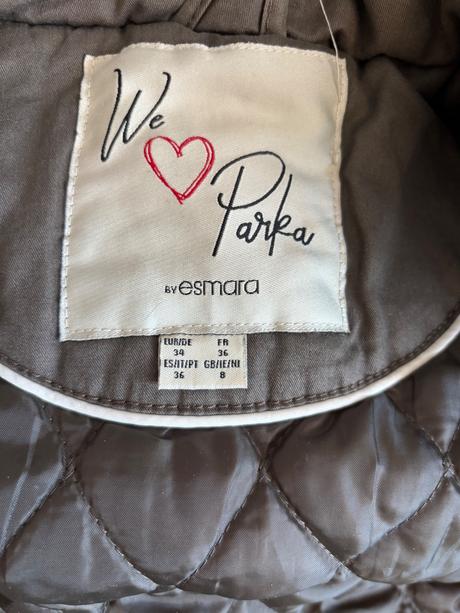 We
Parka
BY esmara
EUR/DE FR
34 36
ES/IT/PT GB/IE/NI
36 8